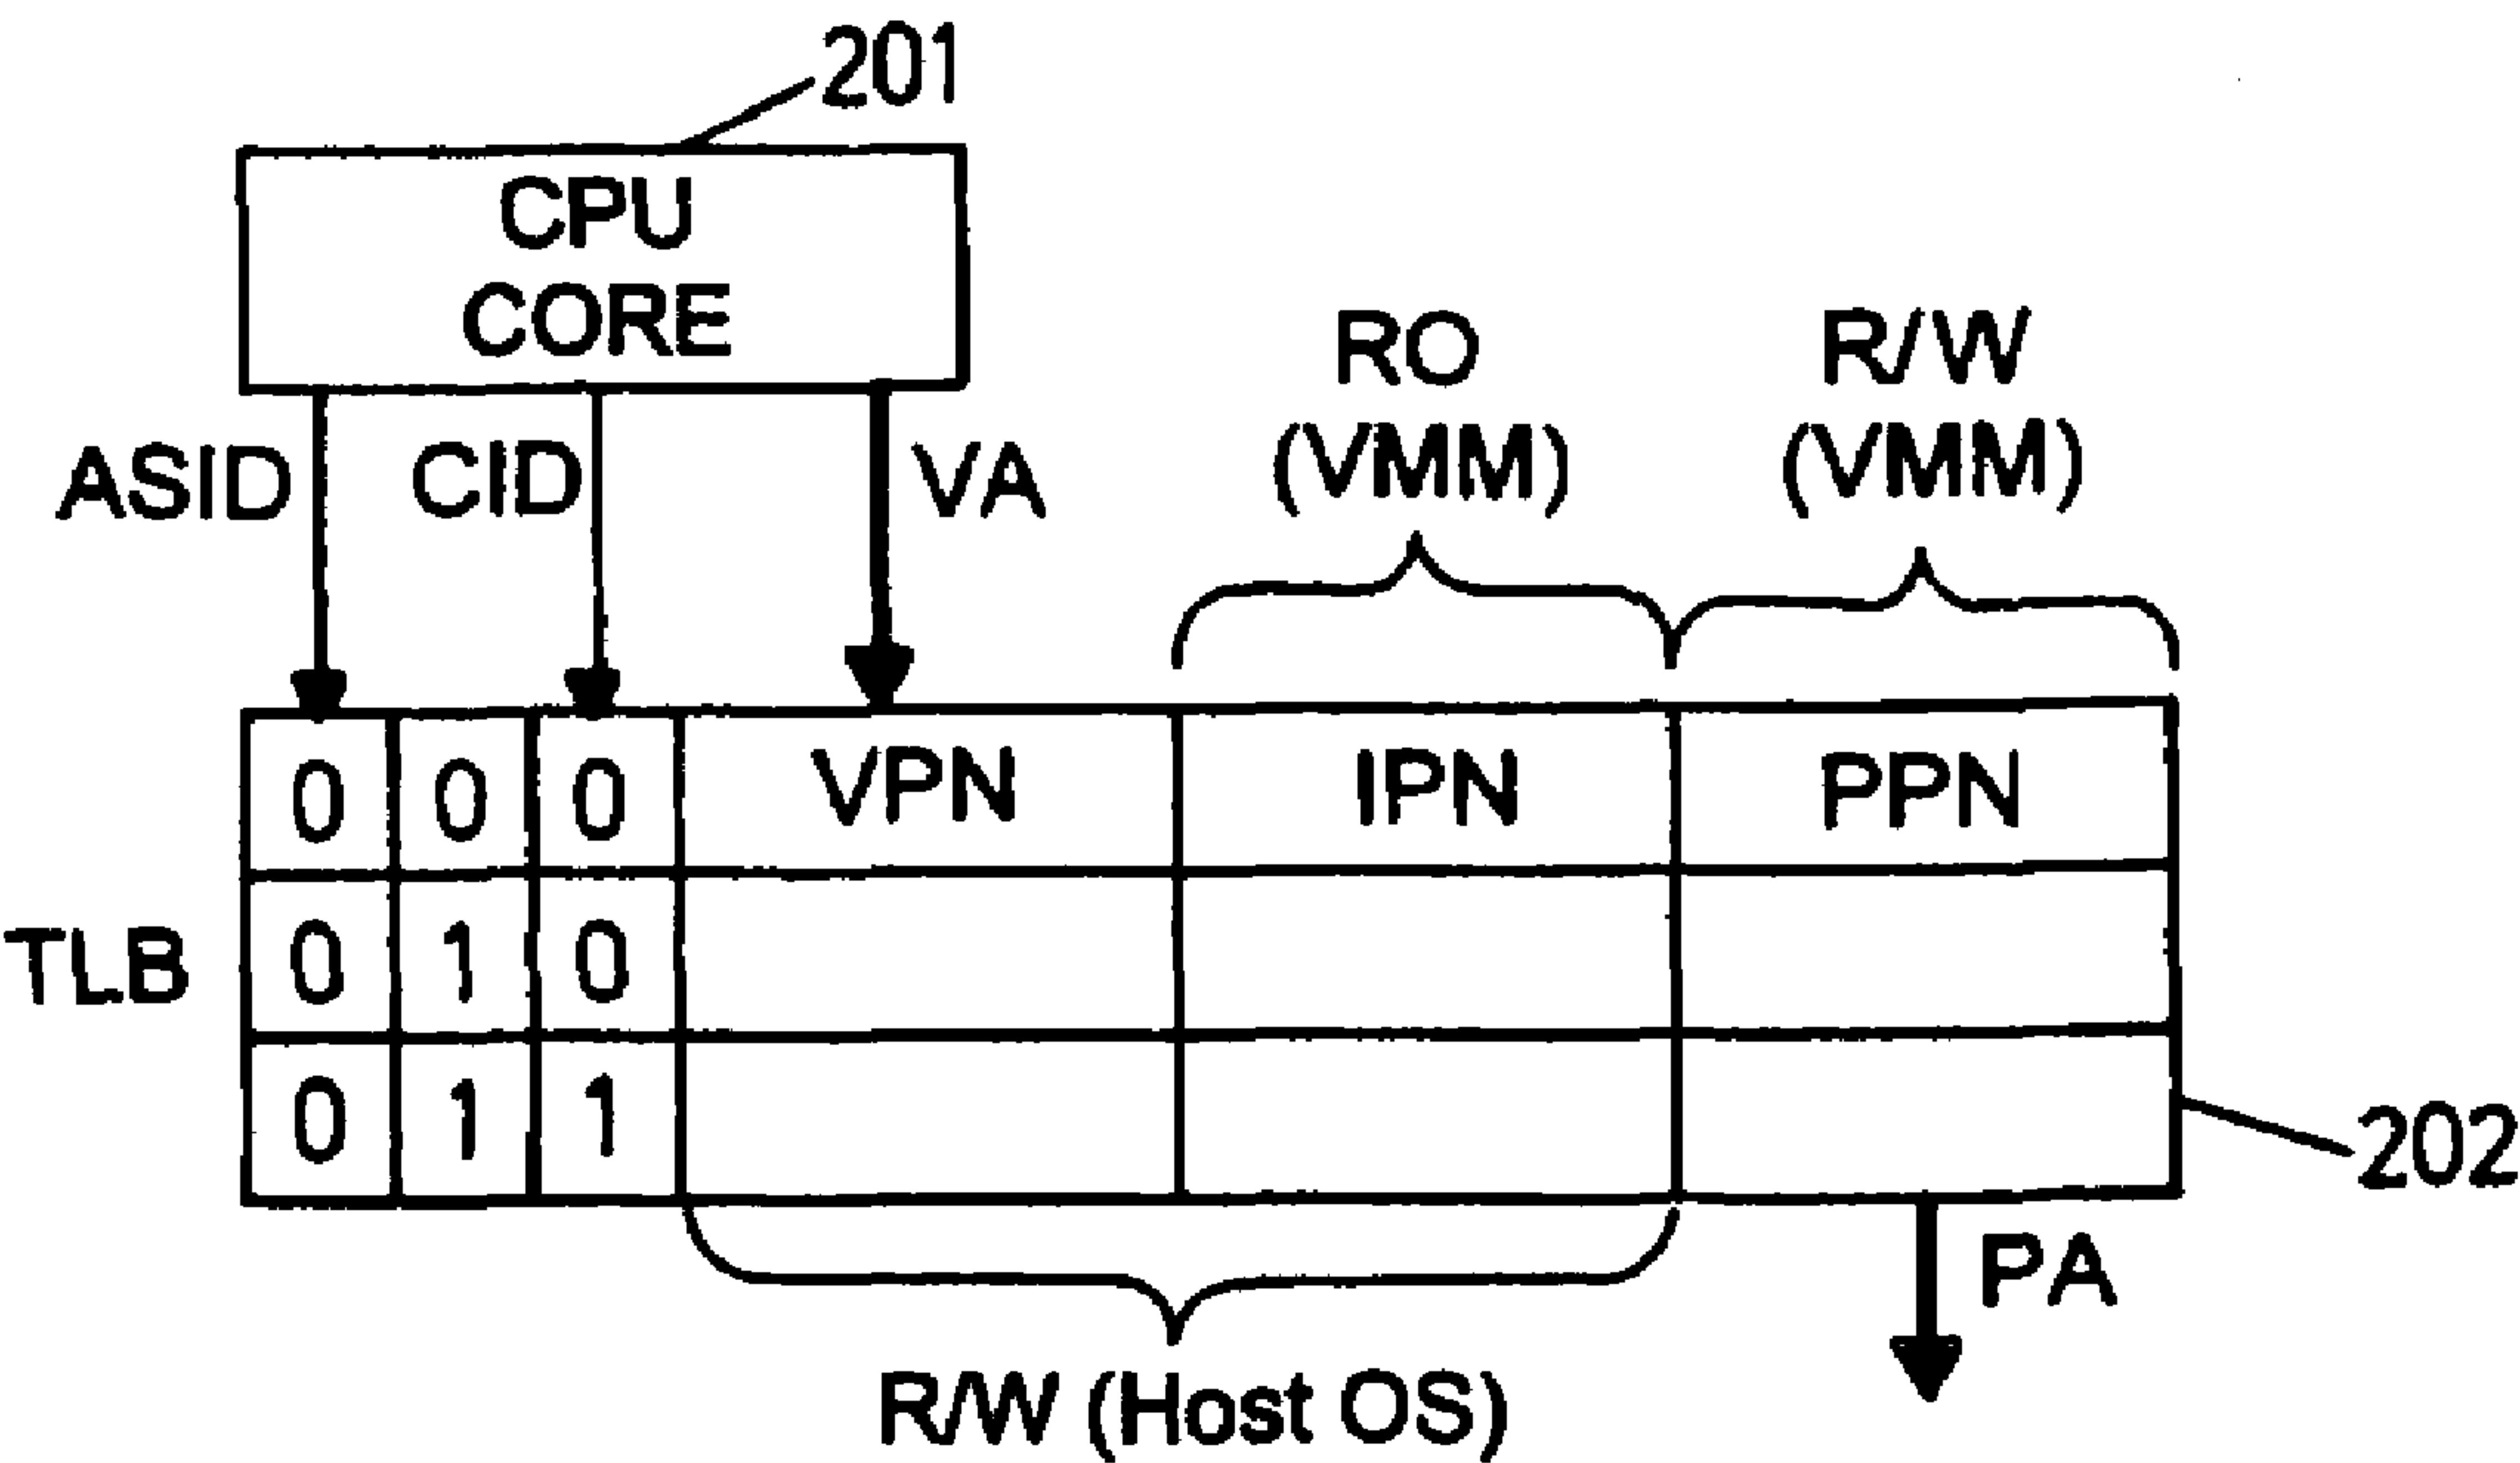 201
CPU
CORE
RO
(VMM)
R/W
(VMM)
ASID
CID
VA
0 0 0 VPN IPN PPN
TLB
0 1 0
0 1 1
202
PA
R/W (Host OS)